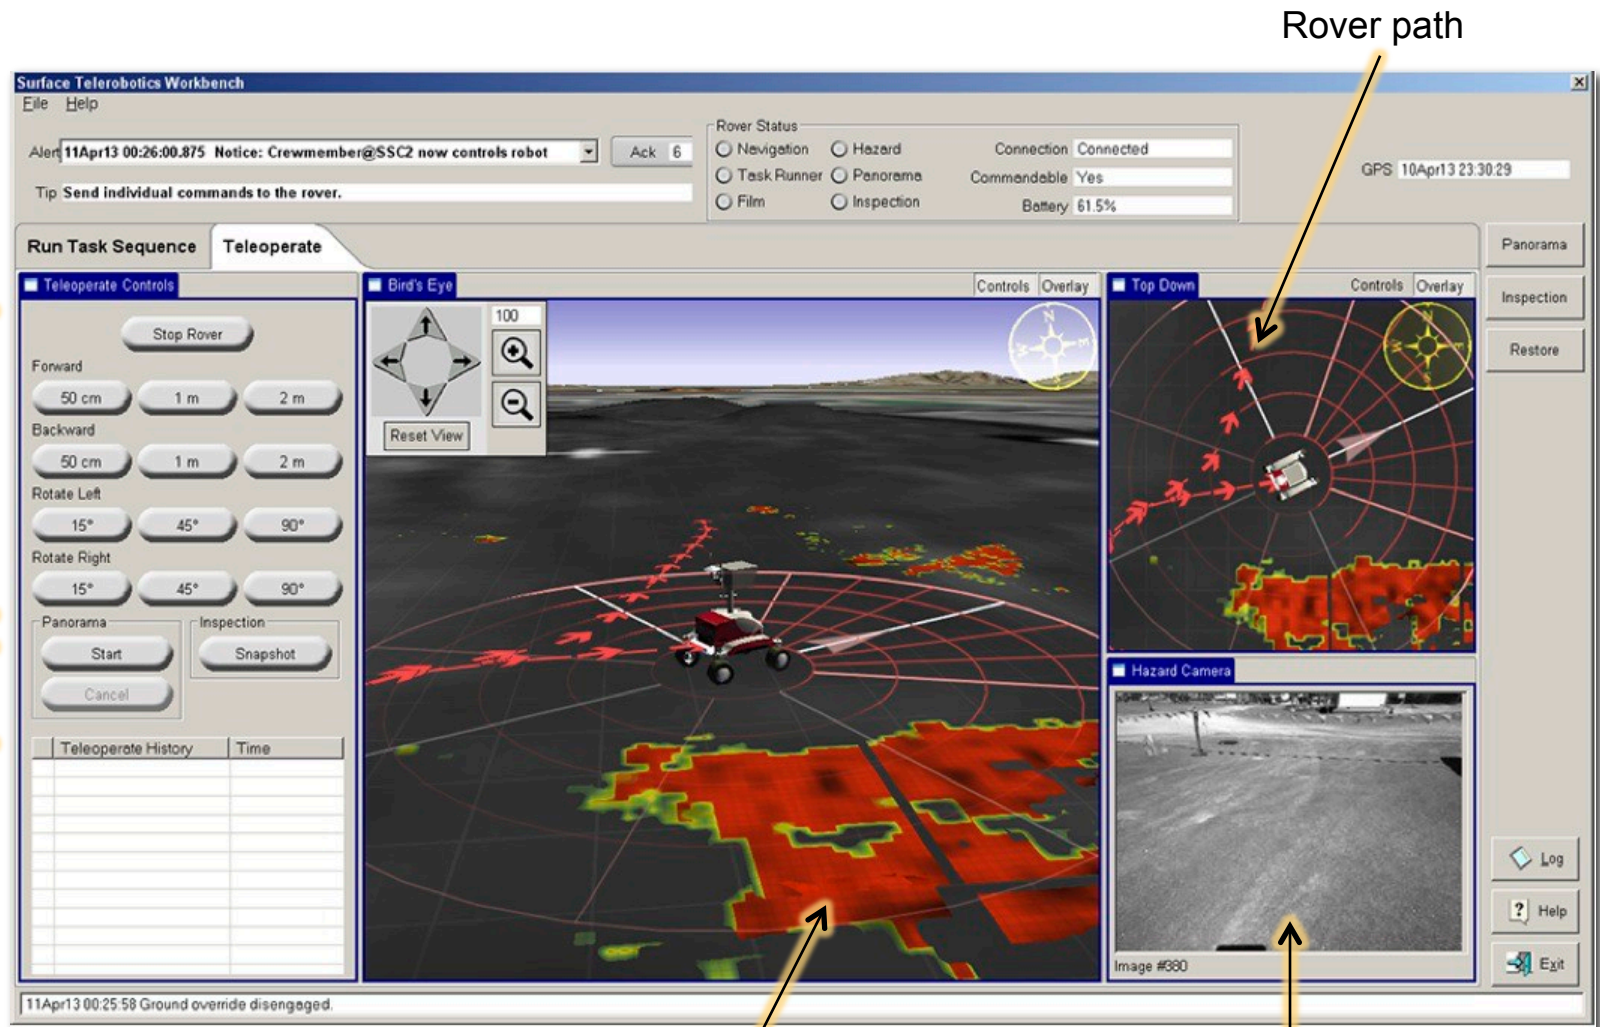 Rover path
Surface Telerobotics Workbench
File Help
Alert 11Apr13 00:26:00.875 Notice: Crewmember@SSC2 now controls robot Ack 6
Tip Send individual commands to the rover.
Rover Status
Navigation Hazard Connection Connected
Task Runner Panorama Commandable Yes
Film Inspection Battery 61.5%
GPS 10Apr13 23:30:29
Run Task Sequence Teleoperate
Panorama
Inspection
Restore
Teleoperate Controls
Stop Rover
Forward
50 cm 1 m 2 m
Backward
50 cm 1 m 2 m
Rotate Left
15° 45° 90°
Rotate Right
15° 45° 90°
Panorama Inspection
Start Snapshot
Cancel
Teleoperate History Time
Bird's Eye Controls Overlay
100
Reset View
N
E
Top Down Controls Overlay
N
W E
Hazard Camera
Image #380
Log
Help
Exit
11Apr13 00:25:58 Ground override disengaged.